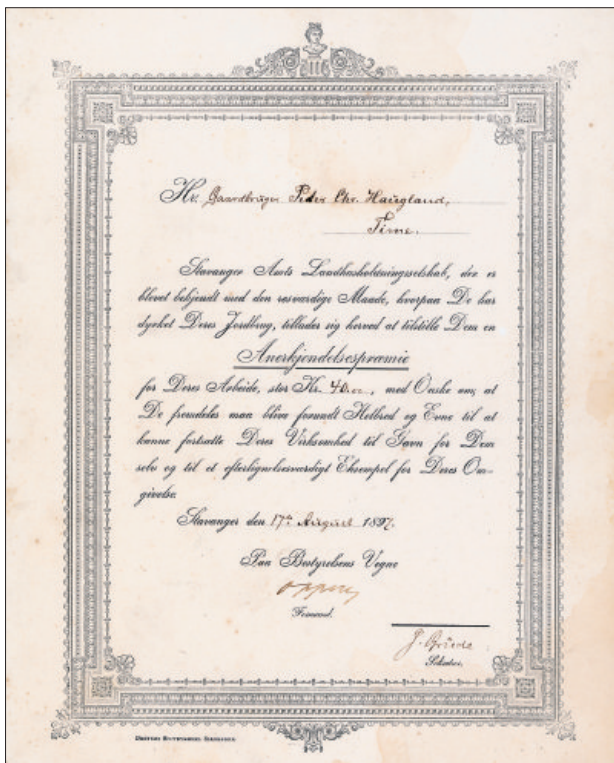 Hr. Gaardbruger Peder Chr. Haugland,
Time.
Stavanger Amts Landhusholdningsselskab, der er
blevet bekjendt med den rosværdige Maade, hvorpaa De har
dyrket Deres Jordbrug, tillader sig herved at tilstille Dem en
Anerkjendelsespræmie
for Deres Arbeide, stor Kr. 40.00, med Ønske om, at
De fremdeles maa blive forundt Helbred og Evne til at
kunne fortsætte Deres Virksomhed til Gavn for Dem
selv og til et efterlignelsesværdigt Eksempel for Deres Om-
givelse.
Stavanger den 17de August 1897.
Paa Bestyrelsens Vegne
Formand.
Sekretær.